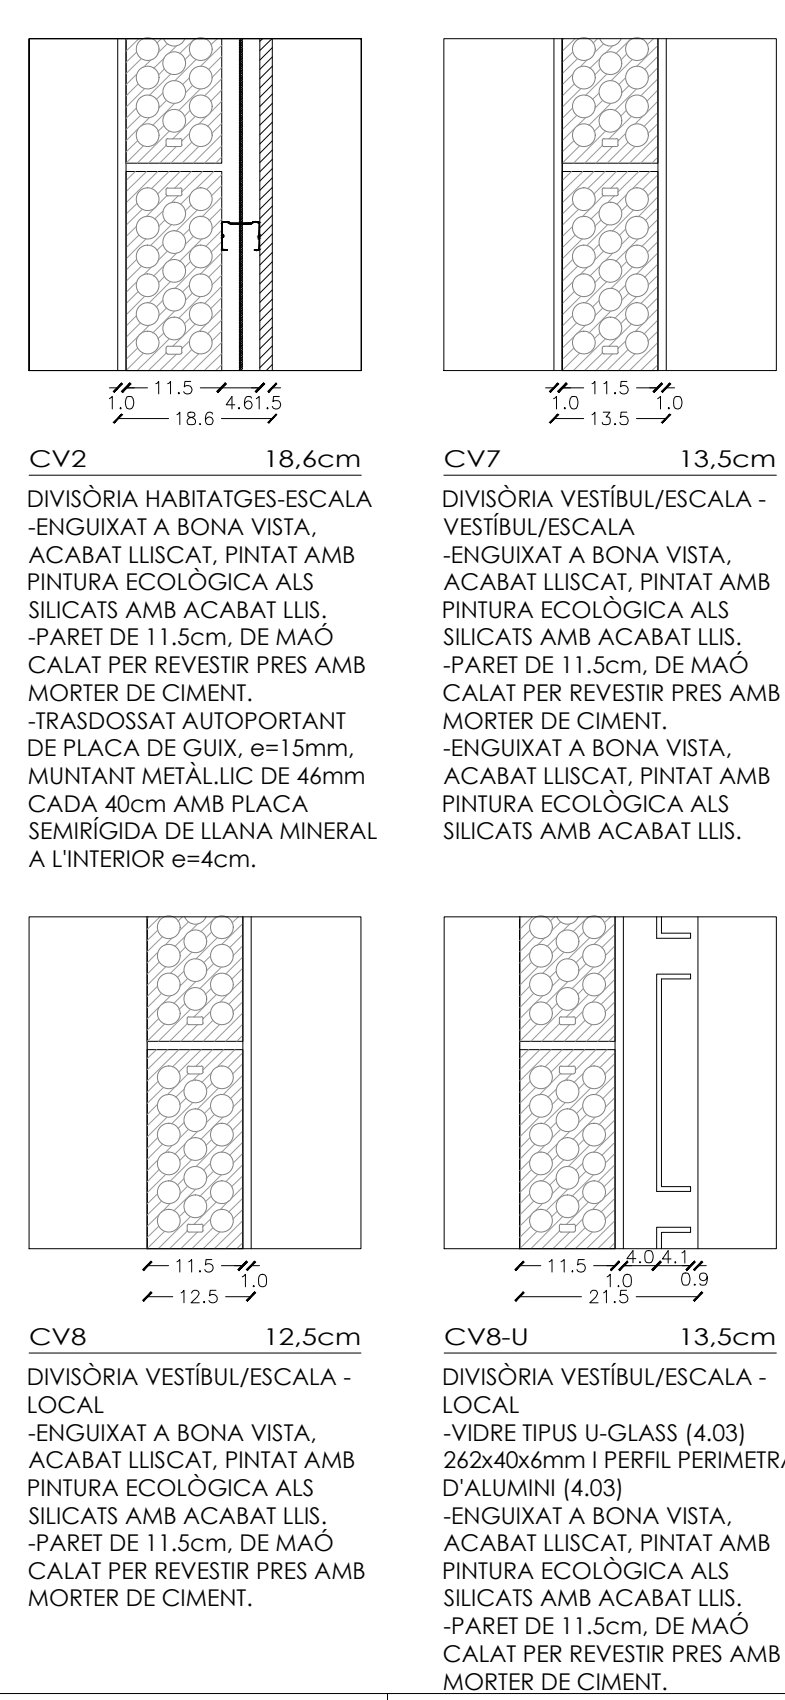 11.5
1.0
4.6
1.5
18.6
CV2 18,6cm
DIVISÒRIA HABITATGES-ESCALA
-ENGUIXAT A BONA VISTA,
ACABAT LLISCAT, PINTAT AMB
PINTURA ECOLÒGICA ALS
SILICATS AMB ACABAT LLIS.
-PARET DE 11.5cm, DE MAÓ
CALAT PER REVESTIR PRES AMB
MORTER DE CIMENT.
-TRASDOSSAT AUTOPORTANT
DE PLACA DE GUIX, e=15mm,
MUNTANT METÀL.LIC DE 46mm
CADA 40cm AMB PLACA
SEMIRÍGIDA DE LLANA MINERAL
A L'INTERIOR e=4cm.
11.5
1.0
1.0
13.5
CV7 13,5cm
DIVISÒRIA VESTÍBUL/ESCALA -
VESTÍBUL/ESCALA
-ENGUIXAT A BONA VISTA,
ACABAT LLISCAT, PINTAT AMB
PINTURA ECOLÒGICA ALS
SILICATS AMB ACABAT LLIS.
-PARET DE 11.5cm, DE MAÓ
CALAT PER REVESTIR PRES AMB
MORTER DE CIMENT.
-ENGUIXAT A BONA VISTA,
ACABAT LLISCAT, PINTAT AMB
PINTURA ECOLÒGICA ALS
SILICATS AMB ACABAT LLIS.
11.5
1.0
12.5
CV8 12,5cm
DIVISÒRIA VESTÍBUL/ESCALA -
LOCAL
-ENGUIXAT A BONA VISTA,
ACABAT LLISCAT, PINTAT AMB
PINTURA ECOLÒGICA ALS
SILICATS AMB ACABAT LLIS.
-PARET DE 11.5cm, DE MAÓ
CALAT PER REVESTIR PRES AMB
MORTER DE CIMENT.
4.0 4.1
11.5
1.0
0.9
21.5
CV8-U 13,5cm
DIVISÒRIA VESTÍBUL/ESCALA -
LOCAL
-VIDRE TIPUS U-GLASS (4.03)
262x40x6mm I PERFIL PERIMETRA
D'ALUMINI (4.03)
-ENGUIXAT A BONA VISTA,
ACABAT LLISCAT, PINTAT AMB
PINTURA ECOLÒGICA ALS
SILICATS AMB ACABAT LLIS.
-PARET DE 11.5cm, DE MAÓ
CALAT PER REVESTIR PRES AMB
MORTER DE CIMENT.